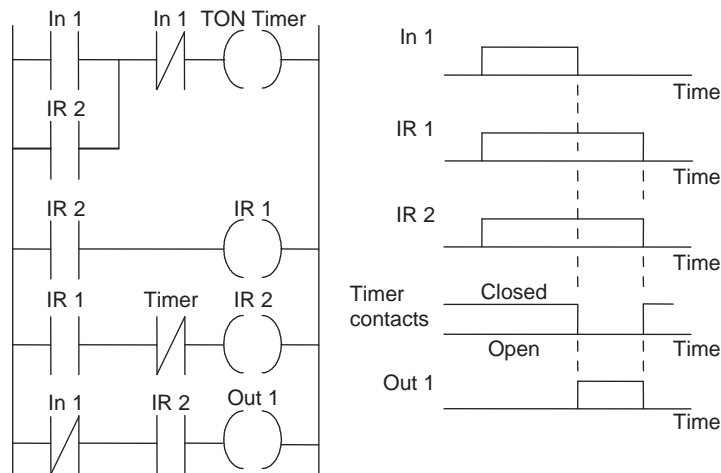 In 1 In 1 TON Timer
IR 2
IR 2 IR 1
IR 1 Timer IR 2
In 1 IR 2 Out 1
In 1
Time
IR 1
Time
IR 2
Time
Timer contacts
Closed
Open
Time
Out 1
Time